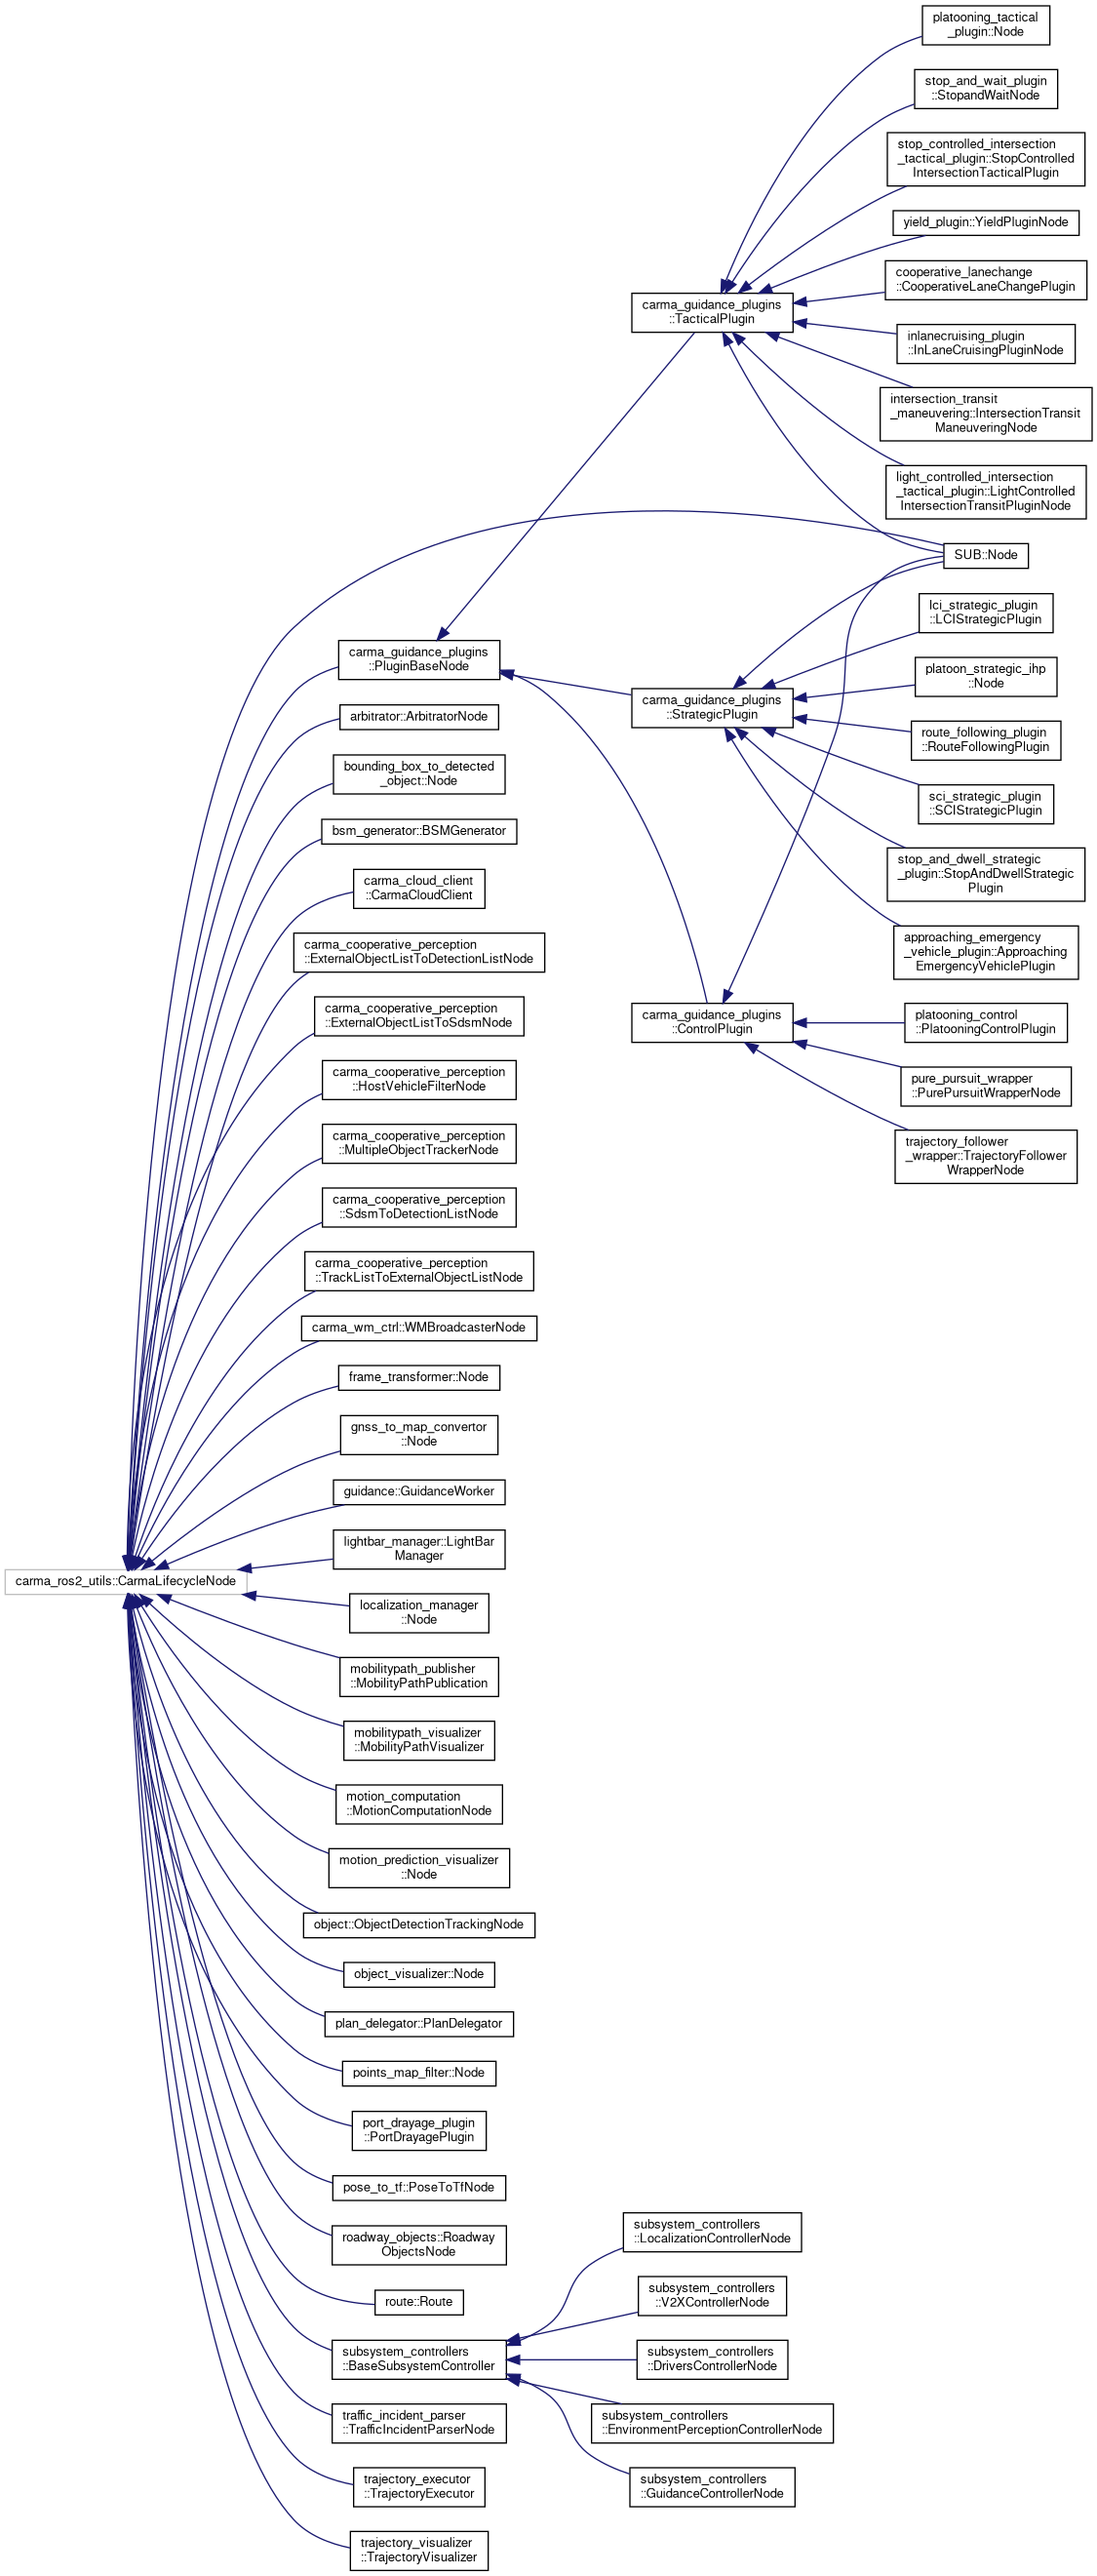 platooning_tactical
_plugin::Node
stop_and_wait_plugin
::StopandWaitNode
stop_controlled_intersection
_tactical_plugin::StopControlled
IntersectionTacticalPlugin
yield_plugin::YieldPluginNode
cooperative_lanechange
::CooperativeLaneChangePlugin
carma_guidance_plugins
::TacticalPlugin
inlanecruising_plugin
::InLaneCruisingPluginNode
intersection_transit
_maneuvering::IntersectionTransit
ManeuveringNode
light_controlled_intersection
_tactical_plugin::LightControlled
IntersectionTransitPluginNode
SUB::Node
carma_guidance_plugins
::PluginBaseNode
lci_strategic_plugin
::LCIStrategicPlugin
platoon_strategic_ihp
::Node
carma_guidance_plugins
::StrategicPlugin
route_following_plugin
::RouteFollowingPlugin
sci_strategic_plugin
::SCIStrategicPlugin
stop_and_dwell_strategic
_plugin::StopAndDwellStrategic
Plugin
approaching_emergency
_vehicle_plugin::Approaching
EmergencyVehiclePlugin
carma_guidance_plugins
::ControlPlugin
platooning_control
::PlatooningControlPlugin
pure_pursuit_wrapper
::PurePursuitWrapperNode
trajectory_follower
_wrapper::TrajectoryFollower
WrapperNode
arbitrator::ArbitratorNode
bounding_box_to_detected
_object::Node
bsm_generator::BSMGenerator
carma_cloud_client
::CarmaCloudClient
carma_cooperative_perception
::ExternalObjectListToDetectionListNode
carma_cooperative_perception
::ExternalObjectListToSdsmNode
carma_cooperative_perception
::HostVehicleFilterNode
carma_cooperative_perception
::MultipleObjectTrackerNode
carma_cooperative_perception
::SdsmToDetectionListNode
carma_cooperative_perception
::TrackListToExternalObjectListNode
carma_wm_ctrl::WMBroadcasterNode
frame_transformer::Node
gnss_to_map_convertor
::Node
guidance::GuidanceWorker
lightbar_manager::LightBar
Manager
carma_ros2_utils::CarmaLifecycleNode
localization_manager
::Node
mobilitypath_publisher
::MobilityPathPublication
mobilitypath_visualizer
::MobilityPathVisualizer
motion_computation
::MotionComputationNode
motion_prediction_visualizer
::Node
object::ObjectDetectionTrackingNode
object_visualizer::Node
plan_delegator::PlanDelegator
points_map_filter::Node
port_drayage_plugin
::PortDrayagePlugin
pose_to_tf::PoseToTfNode
roadway_objects::Roadway
ObjectsNode
route::Route
subsystem_controllers
::BaseSubsystemController
subsystem_controllers
::LocalizationControllerNode
subsystem_controllers
::V2XControllerNode
subsystem_controllers
::DriversControllerNode
subsystem_controllers
::EnvironmentPerceptionControllerNode
subsystem_controllers
::GuidanceControllerNode
traffic_incident_parser
::TrafficIncidentParserNode
trajectory_executor
::TrajectoryExecutor
trajectory_visualizer
::TrajectoryVisualizer